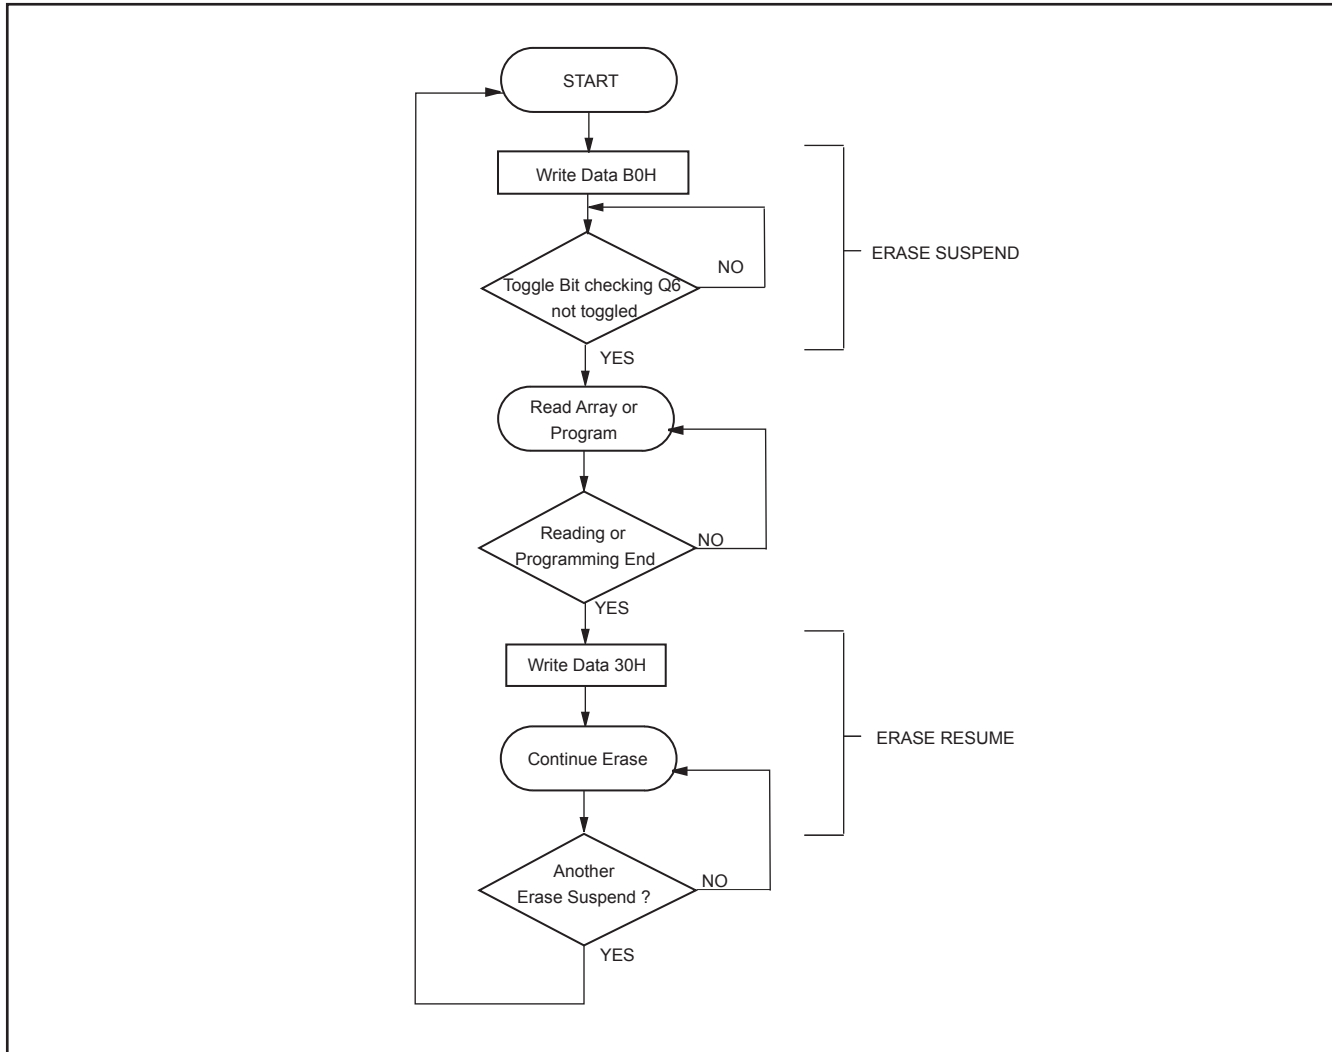 START
Write Data B0H
ERASE SUSPEND
NO
Toggle Bit checking Q6
not toggled
YES
Read Array or
Program
Reading or
NO
Programming End
YES
Write Data 30H
ERASE RESUME
Continue Erase
Another
NO
Erase Suspend ?
YES